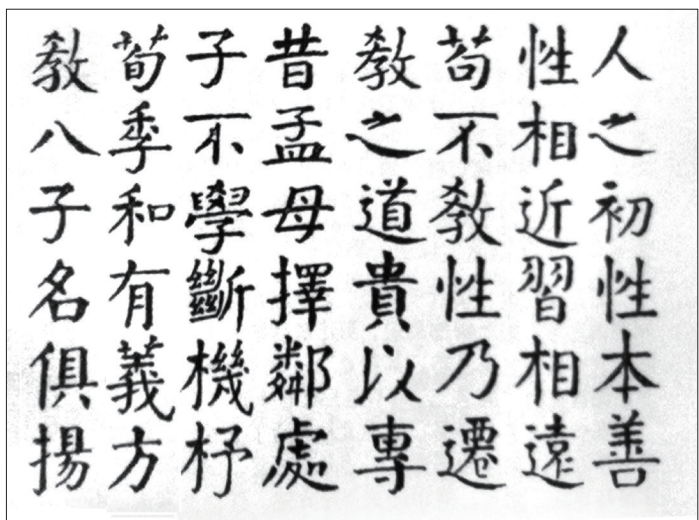 人之初性本善
性相近習相遠
苟不教性乃遷
教之道貴以專
昔孟母擇鄰處
子不學斷機杼
荀季和有義方
教八子名俱揚